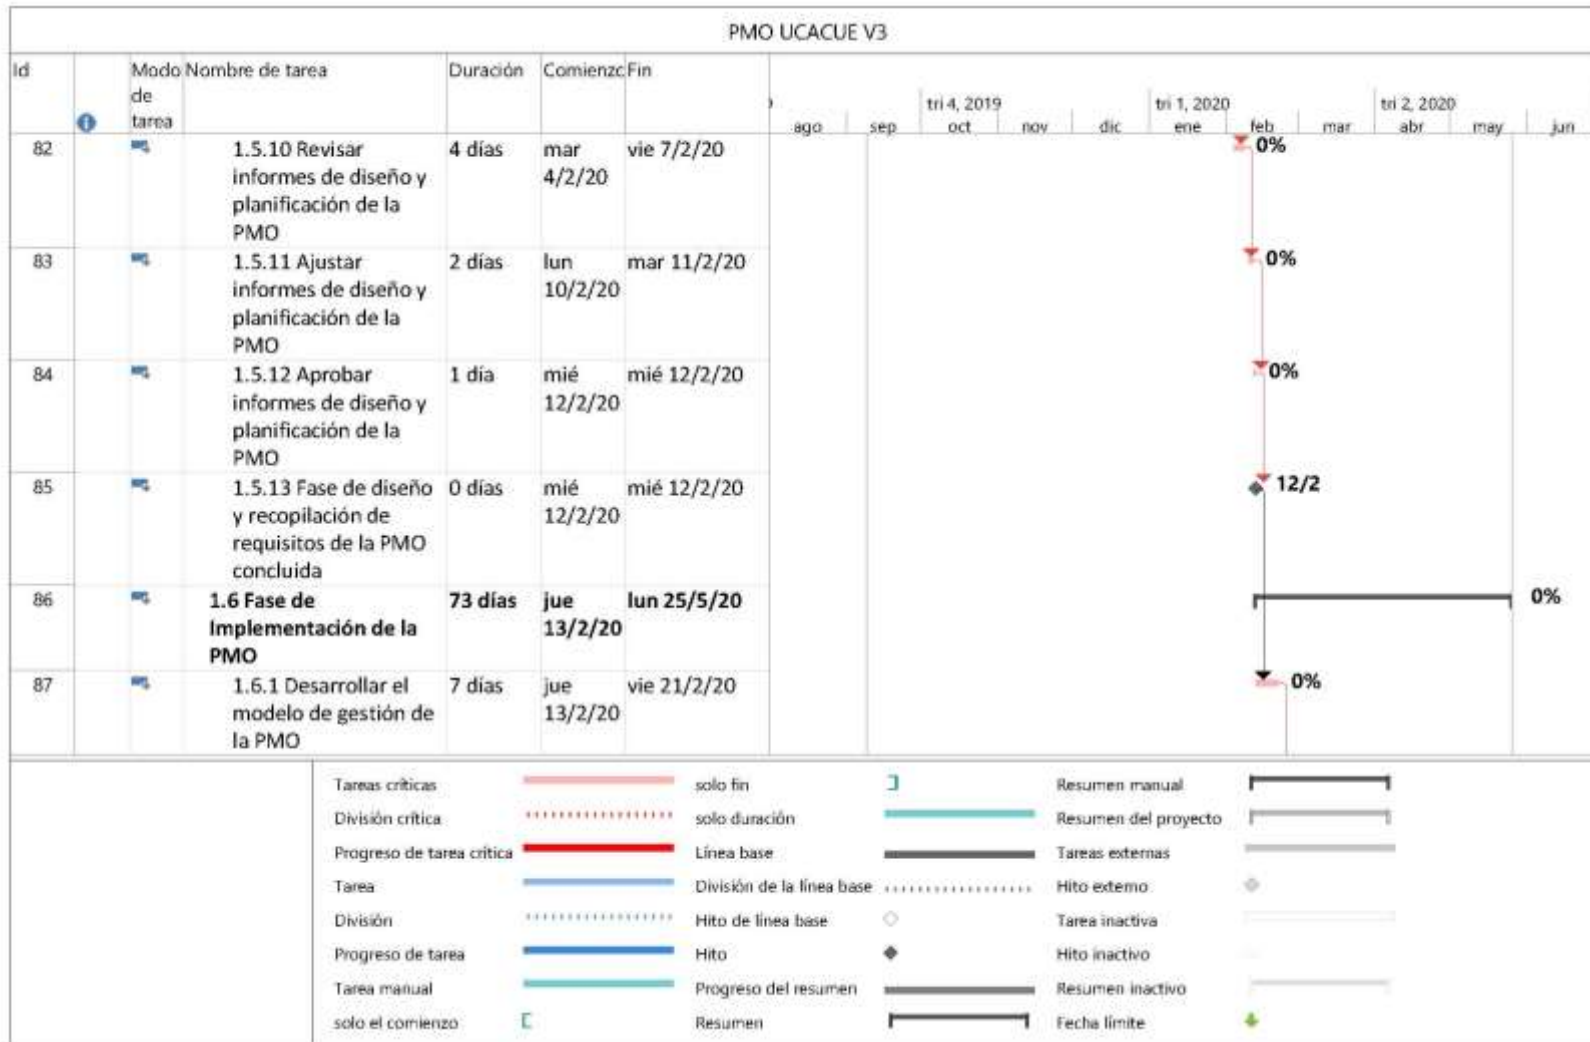 PMO UCACUE V3
Id
Modo de tarea
Nombre de tarea
Duración
Comienzo
Fin
tri 4, 2019
tri 1, 2020
tri 2, 2020
ago sep oct nov dic ene feb mar abr may jun
82
1.5.10 Revisar
informes de diseño y
planificación de la
PMO
4 días
mar
4/2/20
vie 7/2/20
0%
83
1.5.11 Ajustar
informes de diseño y
planificación de la
PMO
2 días
lun
10/2/20
mar 11/2/20
0%
84
1.5.12 Aprobar
informes de diseño y
planificación de la
PMO
1 día
mié
12/2/20
mié 12/2/20
0%
85
1.5.13 Fase de diseño
y recopilación de
requisitos de la PMO
concluida
0 días
mié
12/2/20
mié 12/2/20
12/2
86
1.6 Fase de
Implementación de la
PMO
73 días
jue
13/2/20
lun 25/5/20
0%
87
1.6.1 Desarrollar el
modelo de gestión de
la PMO
7 días
jue
13/2/20
vie 21/2/20
0%
Tareas críticas
solo fin
Resumen manual
División crítica
solo duración
Resumen del proyecto
Progreso de tarea crítica
Línea base
Tareas externas
Tarea
División de la línea base
Hito externo
División
Hito de línea base
Tarea inactiva
Progreso de tarea
Hito
Hito inactivo
Tarea manual
Progreso del resumen
Resumen inactivo
solo el comienzo
Resumen
Fecha límite